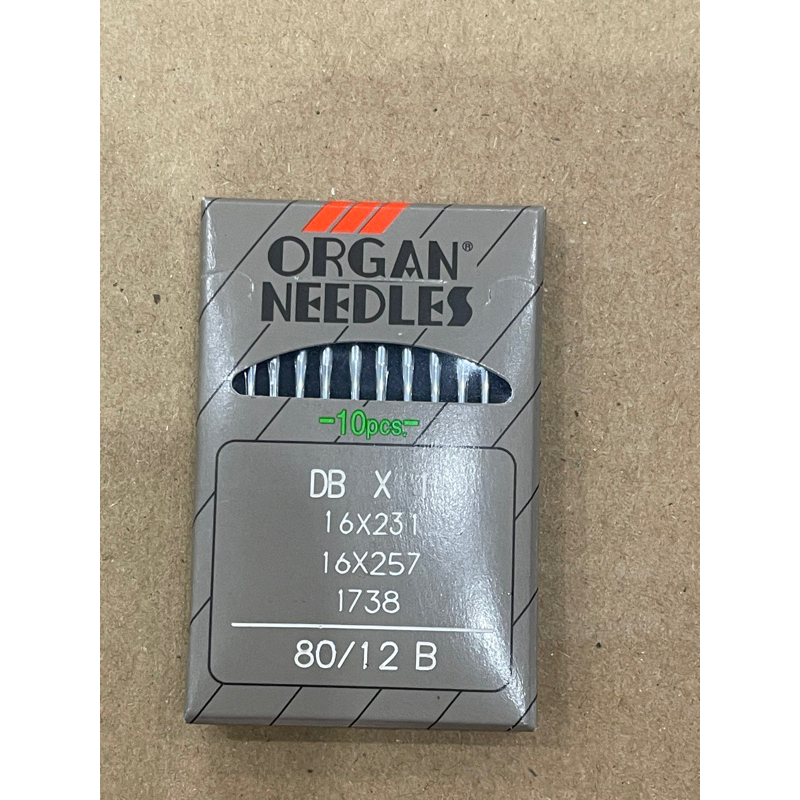 ORGAN®
NEEDLES
-10pcs.-
DB X 1
16X231
16X257
1738
80/12 B